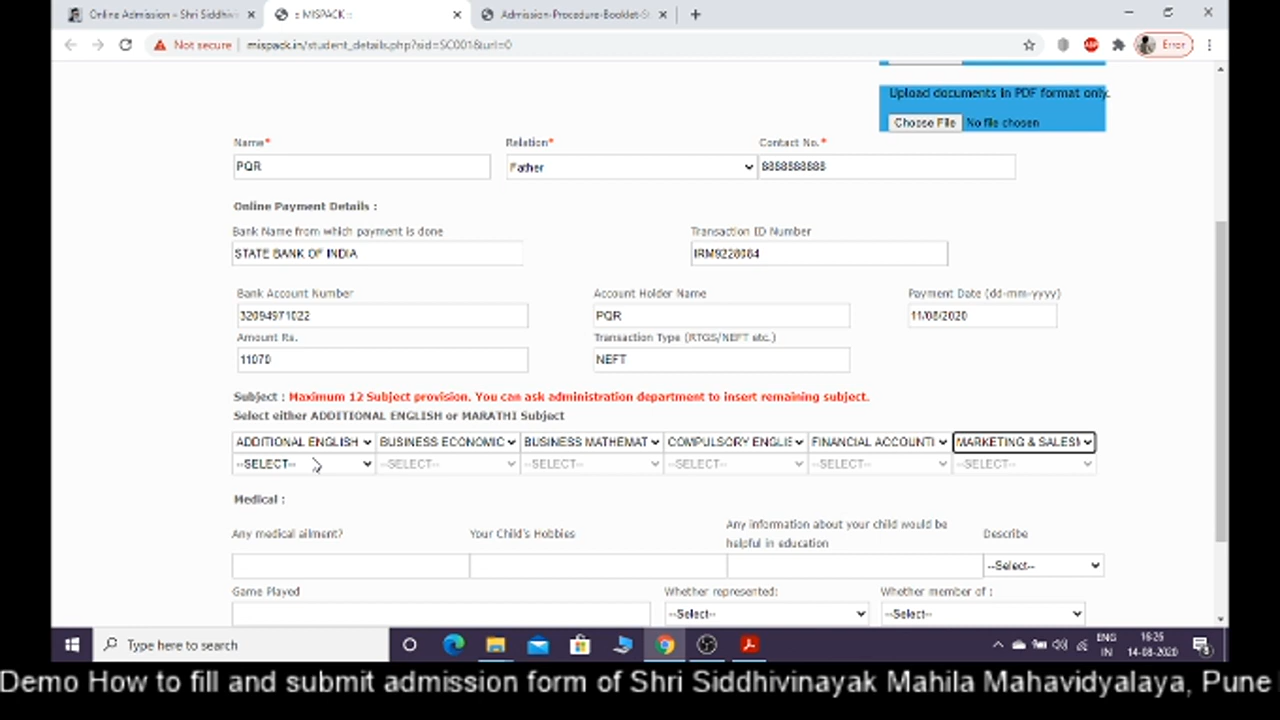 Online Admission - Shri Siddhiv
:: MISPACK ::
Admission-Procedure-Booklet-S
Not secure
mispack.in/student_details.php?sid=SC001&url=0
Error
Upload documents in PDF format only.
Choose File No file chosen
Name* Relation* Contact No.*
PQR Father 8888888888
Online Payment Details :
Bank Name from which payment is done Transaction ID Number
STATE BANK OF INDIA IRM9228084
Bank Account Number Account Holder Name Payment Date (dd-mm-yyyy)
32094971022 PQR 11/08/2020
Amount Rs. Transaction Type (RTGS/NEFT etc.)
11070 NEFT
Subject : Maximum 12 Subject provision. You can ask administration department to insert remaining subject.
Select either ADDITIONAL ENGLISH or MARATHI Subject
ADDITIONAL ENGLISH BUSINESS ECONOMIC BUSINESS MATHEMAT COMPULSORY ENGLIS FINANCIAL ACCOUNTI MARKETING & SALESM
--SELECT-- --SELECT-- --SELECT-- --SELECT-- --SELECT-- --SELECT--
Medical :
Any medical ailment? Your Child's Hobbies Any information about your child would be helpful in education Describe
--Select--
Game Played Whether represented: Whether member of :
--Select-- --Select--
Type here to search
ENG 16:25
IN 14-08-2020
Demo How to fill and submit admission form of Shri Siddhivinayak Mahila Mahavidyalaya, Pune